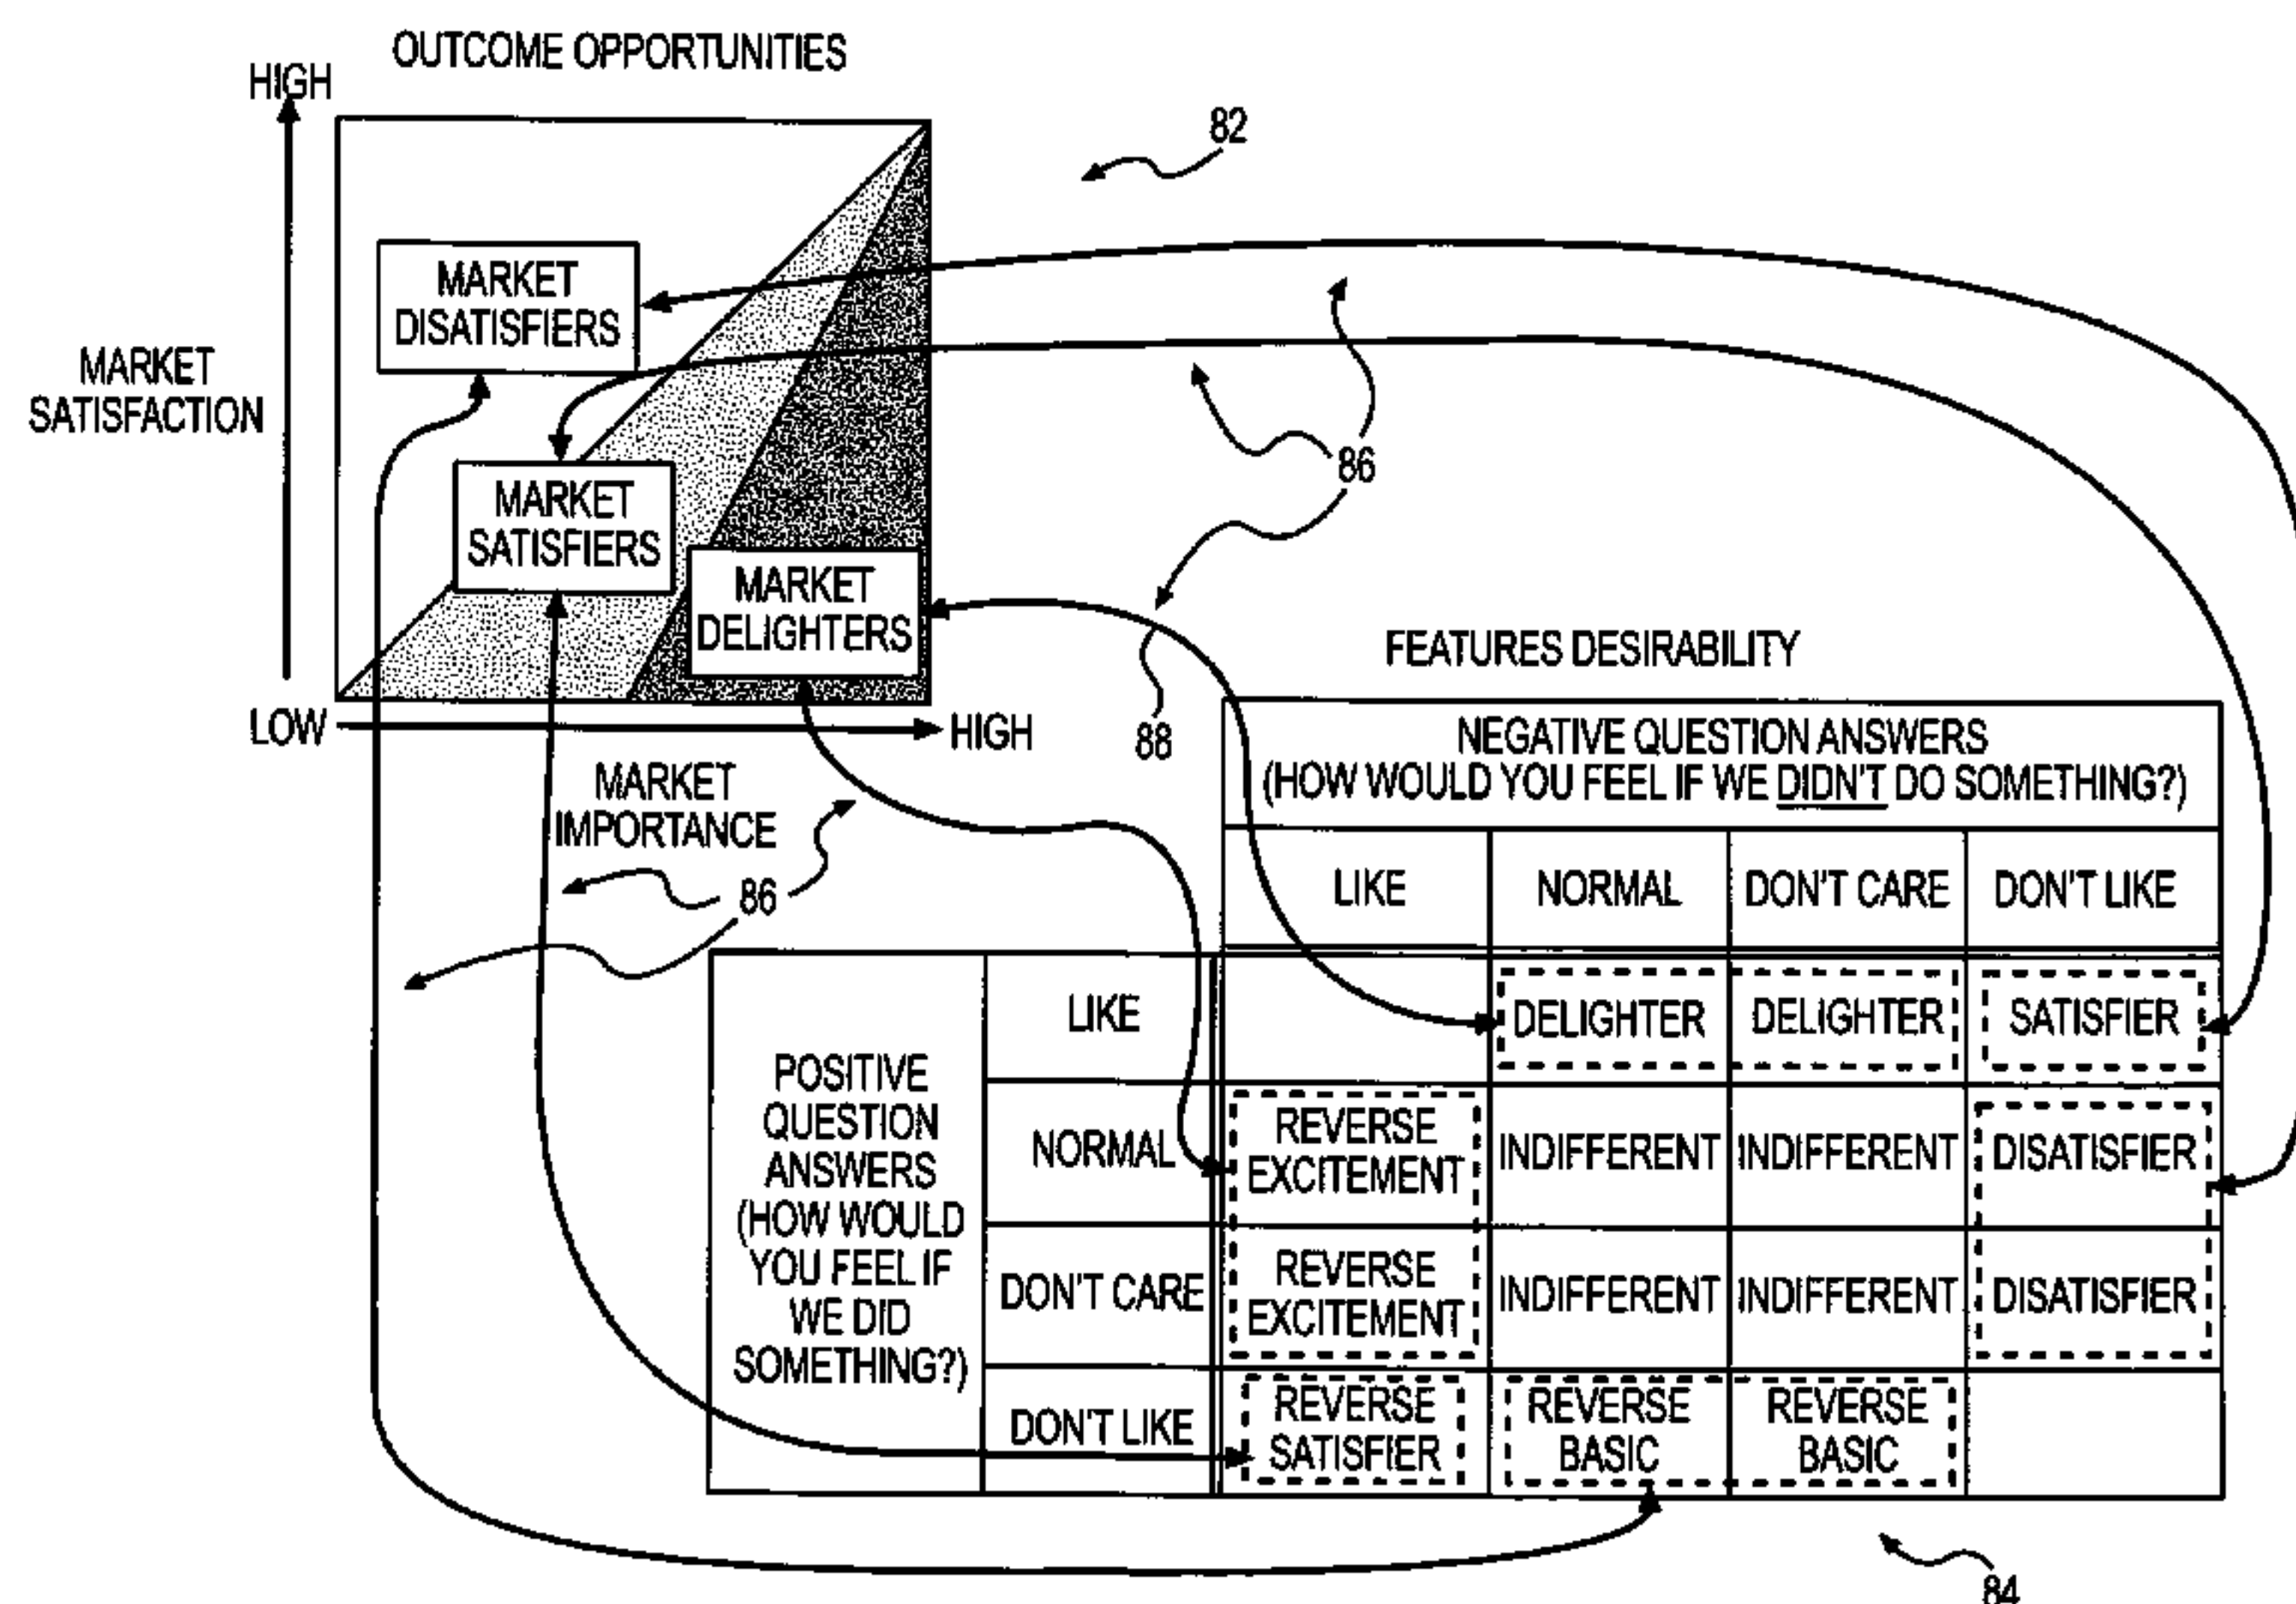 OUTCOME OPPORTUNITIES
HIGH
82
MARKET
DISATISFIERS
MARKET
SATISFACTION
86
MARKET
SATISFIERS
MARKET
DELIGHTERS
FEATURES DESIRABILITY
LOW
HIGH
88
MARKET
IMPORTANCE
86
NEGATIVE QUESTION ANSWERS
(HOW WOULD YOU FEEL IF WE DIDN'T DO SOMETHING?)
LIKE
NORMAL
DON'T CARE
DON'T LIKE
POSITIVE
QUESTION
ANSWERS
(HOW WOULD
YOU FEEL IF
WE DID
SOMETHING?)
LIKE
DELIGHTER
DELIGHTER
SATISFIER
NORMAL
REVERSE
EXCITEMENT
INDIFFERENT
INDIFFERENT
DISATISFIER
DON'T CARE
REVERSE
EXCITEMENT
INDIFFERENT
INDIFFERENT
DISATISFIER
DON'T LIKE
REVERSE
SATISFIER
REVERSE
BASIC
REVERSE
BASIC
84